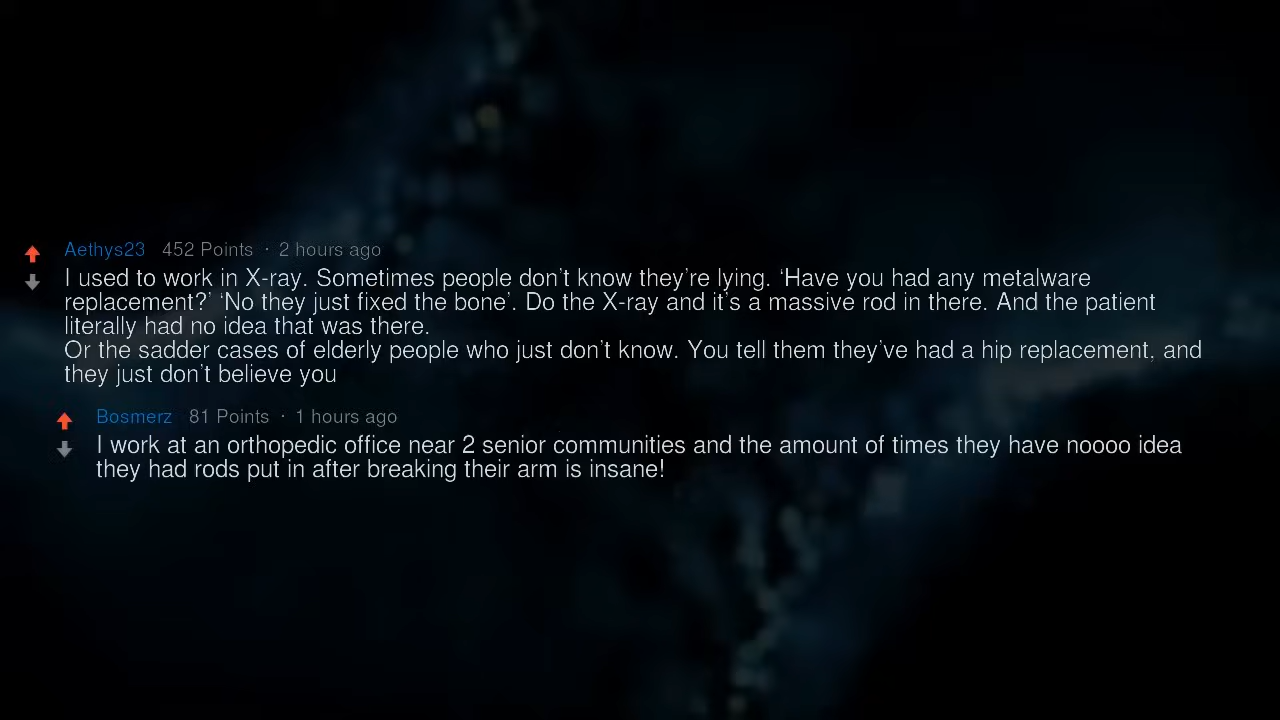 Aethys23 452 Points · 2 hours ago
I used to work in X-ray. Sometimes people don't know they're lying. ‘Have you had any metalware
replacement?’ ‘No they just fixed the bone’. Do the X-ray and it's a massive rod in there. And the patient
literally had no idea that was there.
Or the sadder cases of elderly people who just don't know. You tell them they've had a hip replacement, and
they just don't believe you
Bosmerz 81 Points · 1 hours ago
I work at an orthopedic office near 2 senior communities and the amount of times they have noooo idea
they had rods put in after breaking their arm is insane!